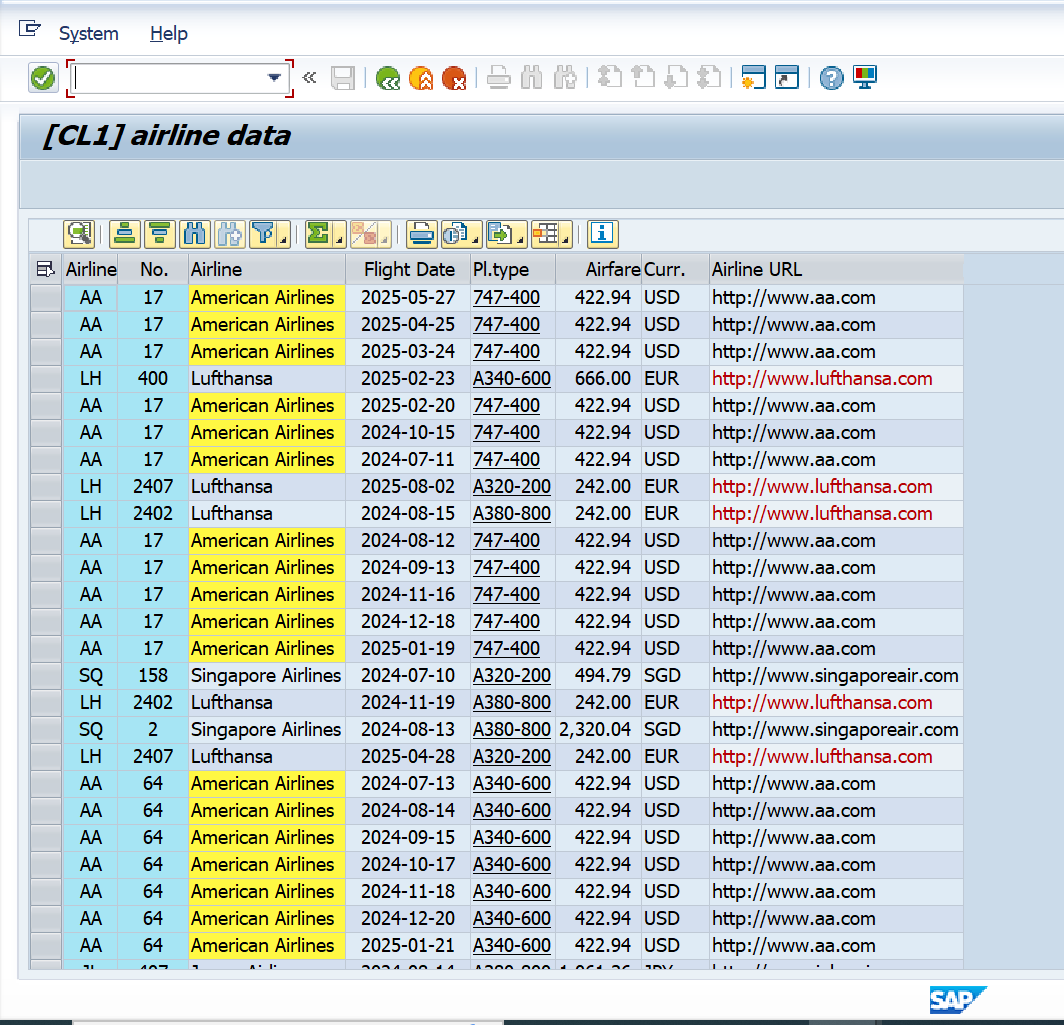 System Help
[CL1] airline data
Airline No. Airline Flight Date Pl.type Airfare Curr. Airline URL
AA 17 American Airlines 2025-05-27 747-400 422.94 USD http://www.aa.com
AA 17 American Airlines 2025-04-25 747-400 422.94 USD http://www.aa.com
AA 17 American Airlines 2025-03-24 747-400 422.94 USD http://www.aa.com
LH 400 Lufthansa 2025-02-23 A340-600 666.00 EUR http://www.lufthansa.com
AA 17 American Airlines 2025-02-20 747-400 422.94 USD http://www.aa.com
AA 17 American Airlines 2024-10-15 747-400 422.94 USD http://www.aa.com
AA 17 American Airlines 2024-07-11 747-400 422.94 USD http://www.aa.com
LH 2407 Lufthansa 2025-08-02 A320-200 242.00 EUR http://www.lufthansa.com
LH 2402 Lufthansa 2024-08-15 A380-800 242.00 EUR http://www.lufthansa.com
AA 17 American Airlines 2024-08-12 747-400 422.94 USD http://www.aa.com
AA 17 American Airlines 2024-09-13 747-400 422.94 USD http://www.aa.com
AA 17 American Airlines 2024-11-16 747-400 422.94 USD http://www.aa.com
AA 17 American Airlines 2024-12-18 747-400 422.94 USD http://www.aa.com
AA 17 American Airlines 2025-01-19 747-400 422.94 USD http://www.aa.com
SQ 158 Singapore Airlines 2024-07-10 A320-200 494.79 SGD http://www.singaporeair.com
LH 2402 Lufthansa 2024-11-19 A380-800 242.00 EUR http://www.lufthansa.com
SQ 2 Singapore Airlines 2024-08-13 A380-800 2,320.04 SGD http://www.singaporeair.com
LH 2407 Lufthansa 2025-04-28 A320-200 242.00 EUR http://www.lufthansa.com
AA 64 American Airlines 2024-07-13 A340-600 422.94 USD http://www.aa.com
AA 64 American Airlines 2024-08-14 A340-600 422.94 USD http://www.aa.com
AA 64 American Airlines 2024-09-15 A340-600 422.94 USD http://www.aa.com
AA 64 American Airlines 2024-10-17 A340-600 422.94 USD http://www.aa.com
AA 64 American Airlines 2024-11-18 A340-600 422.94 USD http://www.aa.com
AA 64 American Airlines 2024-12-20 A340-600 422.94 USD http://www.aa.com
AA 64 American Airlines 2025-01-21 A340-600 422.94 USD http://www.aa.com
SAP